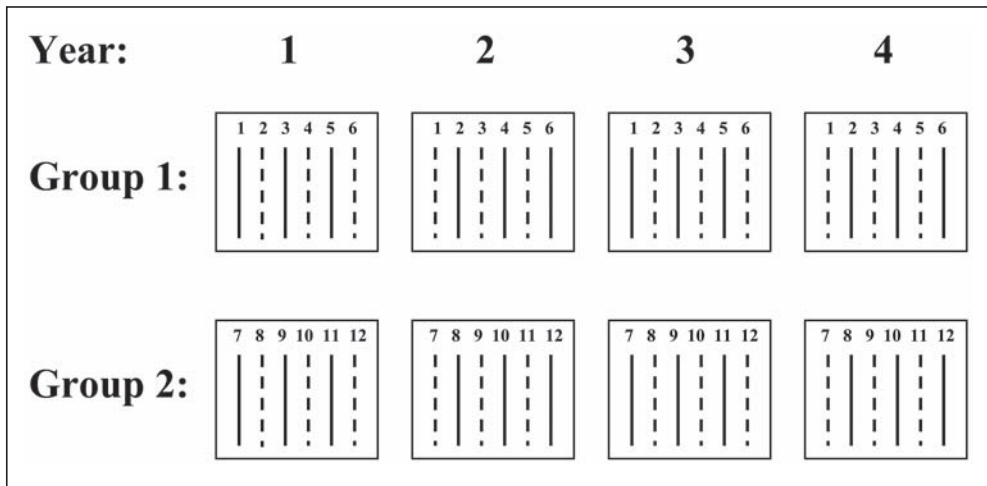 Year: 1 2 3 4
1 2 3 4 5 6 1 2 3 4 5 6 1 2 3 4 5 6 1 2 3 4 5 6
Group 1:
7 8 9 10 11 12 7 8 9 10 11 12 7 8 9 10 11 12 7 8 9 10 11 12
Group 2: